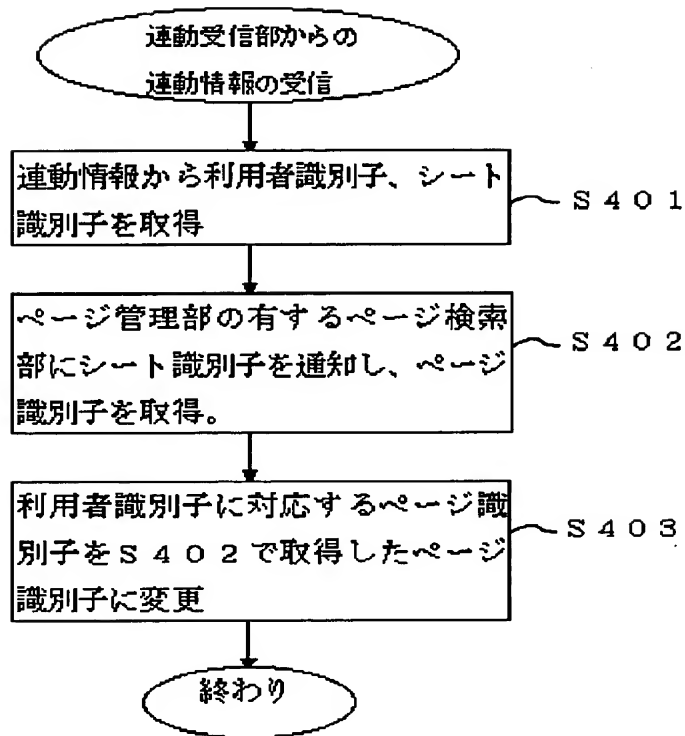 連動受信部からの
連動情報の受信
連動情報から利用者識別子、シート
識別子を取得
S401
ページ管理部の有するページ検索
部にシート識別子を通知し、ページ
識別子を取得。
S402
利用者識別子に対応するページ識
別子をS402で取得したページ
識別子に変更
S403
終わり